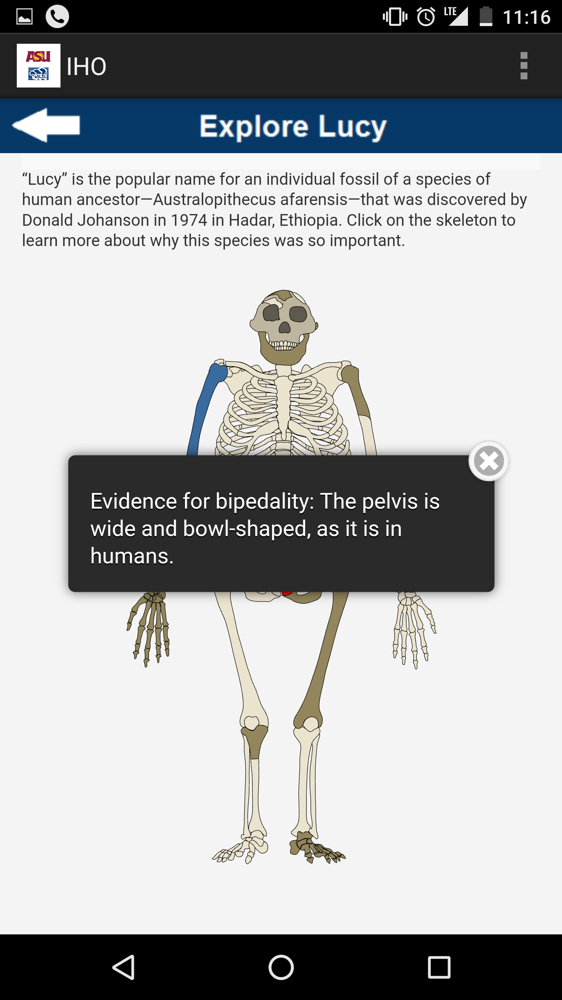 LTE 11:16
ASU IHO
Explore Lucy
“Lucy” is the popular name for an individual fossil of a species of
human ancestor—Australopithecus afarensis—that was discovered by
Donald Johanson in 1974 in Hadar, Ethiopia. Click on the skeleton to
learn more about why this species was so important.
Evidence for bipedality: The pelvis is
wide and bowl-shaped, as it is in
humans.